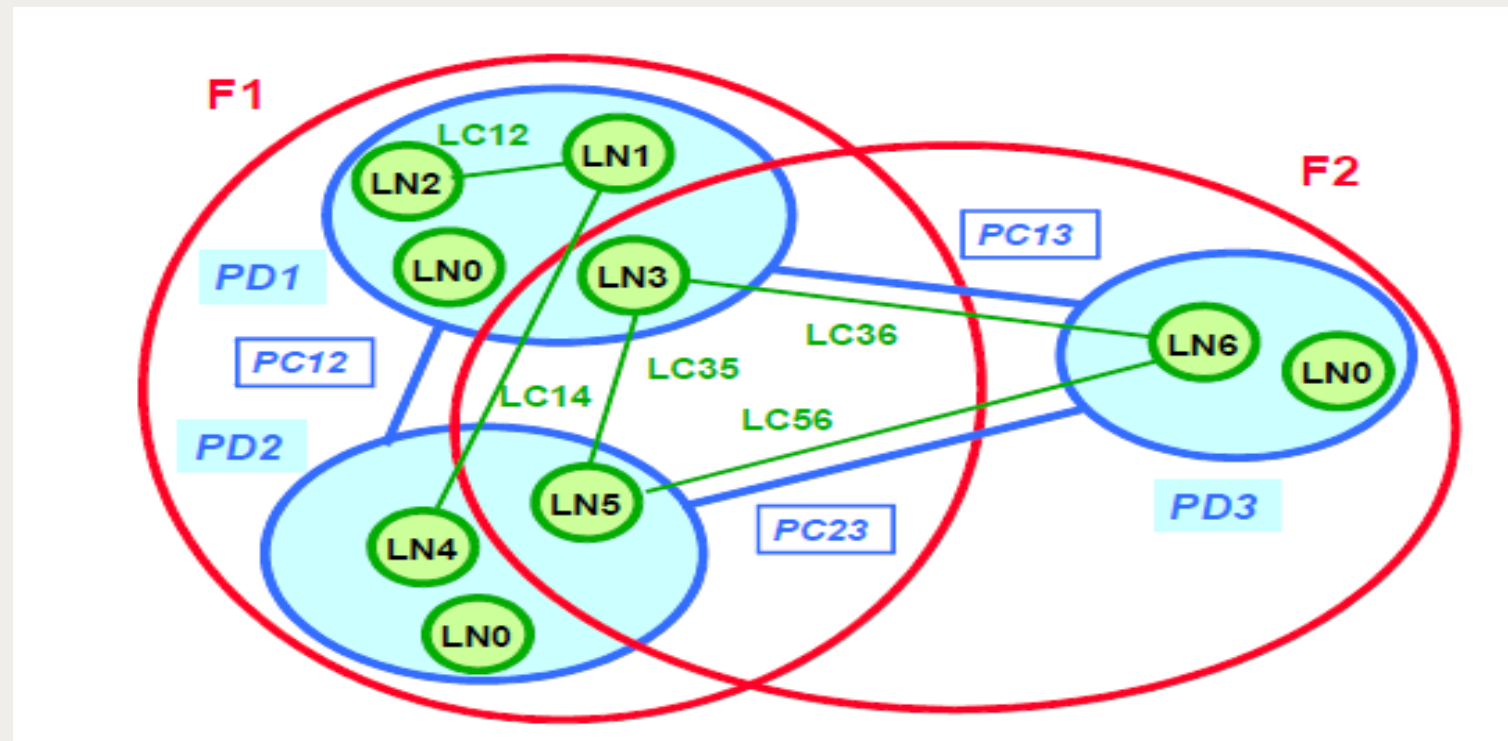 F1
LC12
LN1
LN2
F2
PC13
LN0
LN3
PD1
LC36
LN6
LN0
PC12
LC35
LC14
LC56
PD2
LN5
PD3
PC23
LN4
LN0